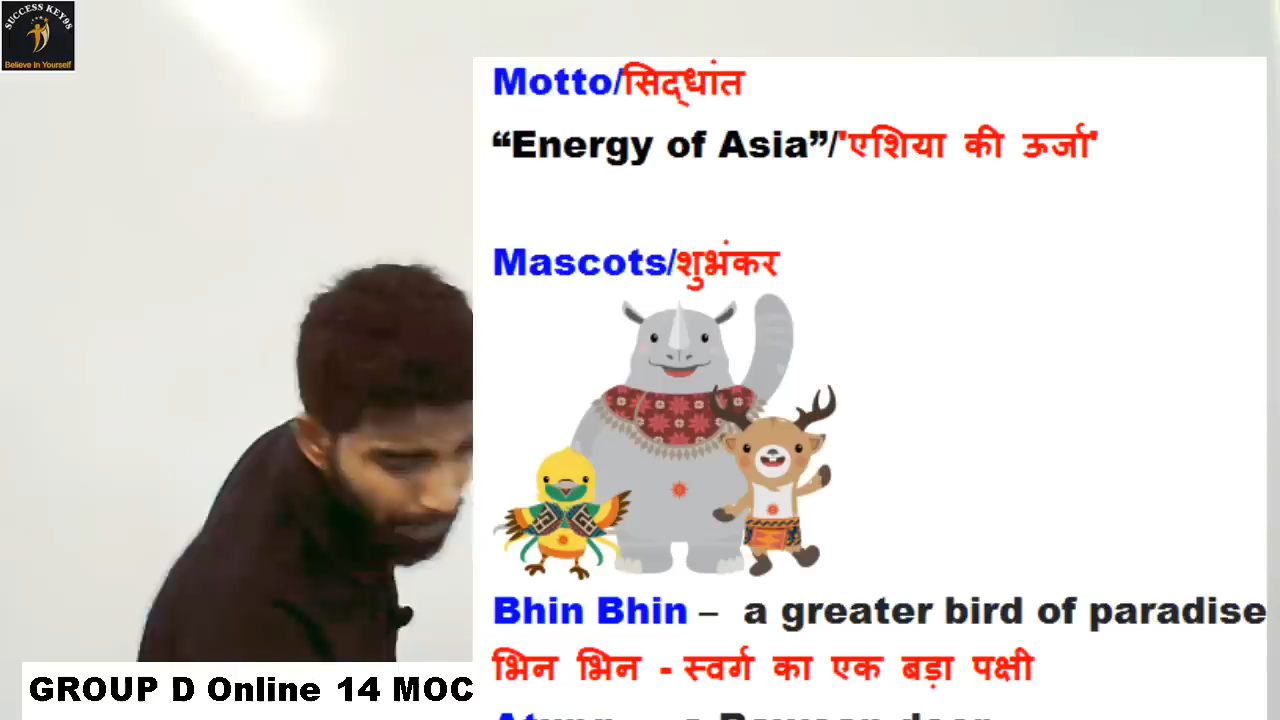 SUCCESS KEY98
Believe In Yourself
Motto/सिद्धांत
“Energy of Asia”/'एशिया की ऊर्जा'
Mascots/शुभंकर
Bhin Bhin – a greater bird of paradise
भिन भिन - स्वर्ग का एक बड़ा पक्षी
GROUP D Online 14 MOC